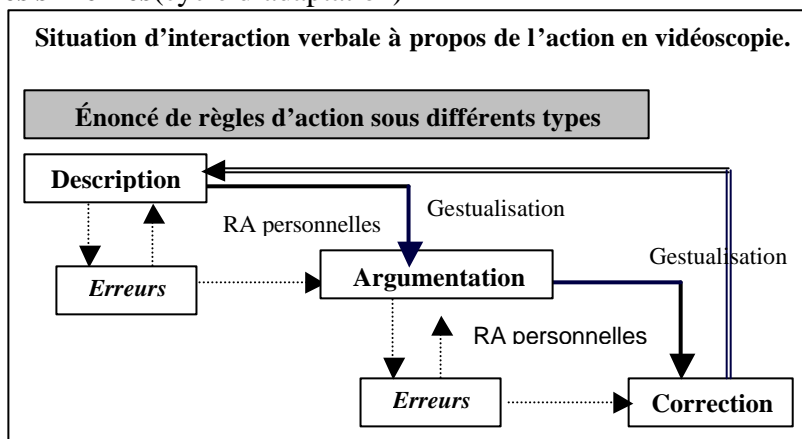 Situation d'interaction verbale à propos de l'action en vidéoscopie.
Énoncé de règles d'action sous différents types
Description
RA personnelles
Gestualisation
Erreurs
Argumentation
Gestualisation
RA personnelles
Erreurs
Correction